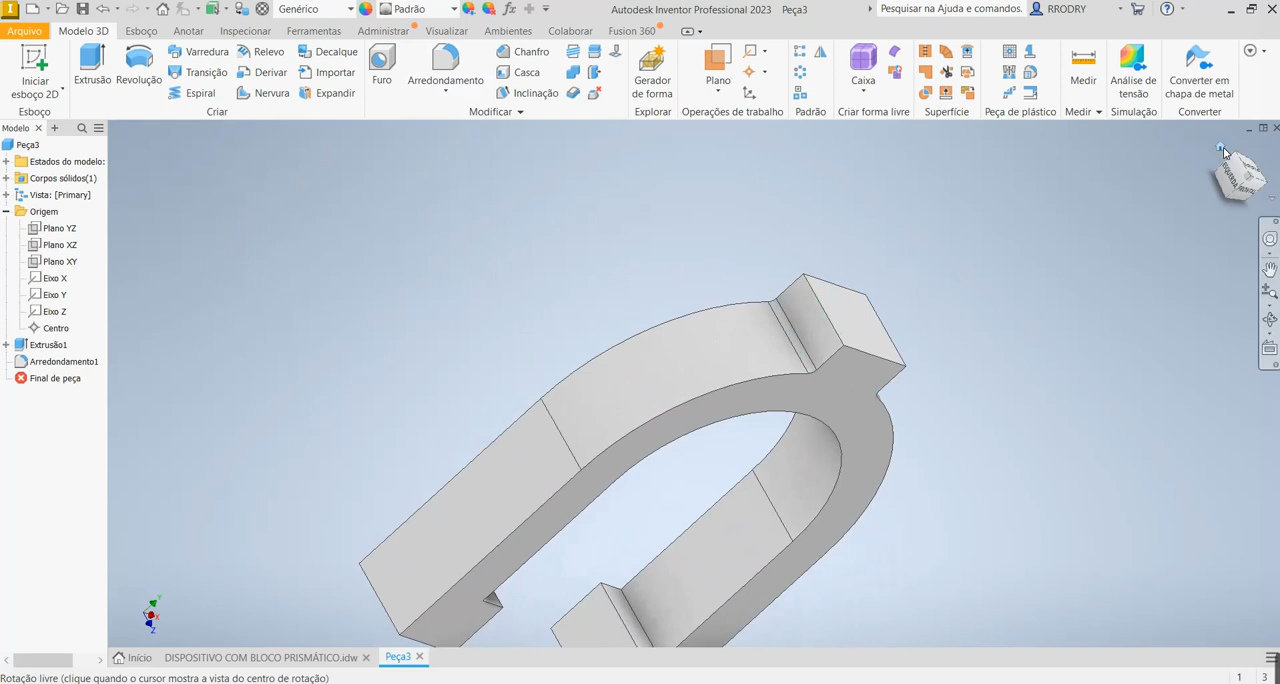 Genérico
Padrão
Autodesk Inventor Professional 2023 Peça3
Pesquisar na Ajuda e comandos.
RRODRY
Arquivo Modelo 3D Esboço Anotar Inspecionar Ferramentas Administrar Visualizar Ambientes Colaborar Fusion 360
Iniciar
esboço 2D
Esboço
Extrusão
Revolução
Varredura
Transição
Espiral
Relevo
Derivar
Nervura
Decalque
Importar
Expandir
Criar
Furo
Arredondamento
Chanfro
Casca
Inclinação
Modificar
Gerador
de forma
Explorar
Plano
Operações de trabalho
Padrão
Caixa
Criar forma livre
Superfície
Peça de plástico
Medir
Medir
Análise de
tensão
Simulação
Converter em
chapa de metal
Converter
Modelo
Peça3
Estados do modelo:
Corpos sólidos(1)
Vista: [Primary]
Origem
Plano YZ
Plano XZ
Plano XY
Eixo X
Eixo Y
Eixo Z
Centro
Extrusão1
Arredondamento1
Final de peça
Y
X
Z
Início
DISPOSITIVO COM BLOCO PRISMÁTICO.idw
Peça3
Rotação livre (clique quando o cursor mostra a vista do centro de rotação)
1 3